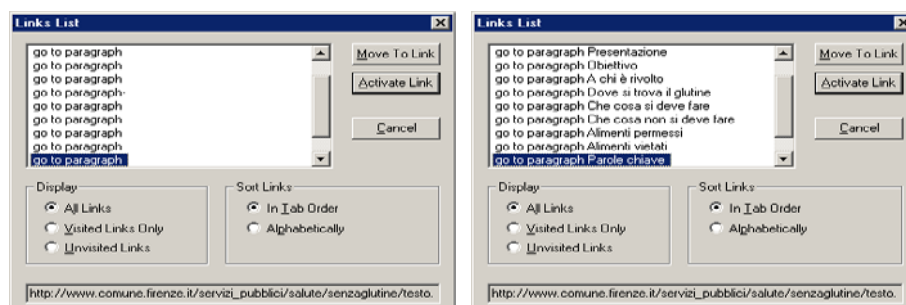 Links List
go to paragraph
go to paragraph
go to paragraph
go to paragraph-
go to paragraph
go to paragraph
go to paragraph
go to paragraph
go to paragraph
Move To Link
Activate Link
Cancel
Display
All Links
Visited Links Only
Unvisited Links
Sort Links
In Tab Order
Alphabetically
http://www.comune.firenze.it/servizi_pubblici/salute/senzaglutine/testo.
Links List
go to paragraph Presentazione
go to paragraph Obiettivo
go to paragraph A chi è rivolto
go to paragraph Dove si trova il glutine
go to paragraph Che cosa si deve fare
go to paragraph Che cosa non si deve fare
go to paragraph Alimenti permessi
go to paragraph Alimenti vietati
go to paragraph Parole chiave
Move To Link
Activate Link
Cancel
Display
All Links
Visited Links Only
Unvisited Links
Sort Links
In Tab Order
Alphabetically
http://www.comune.firenze.it/servizi_pubblici/salute/senzaglutine/testo.